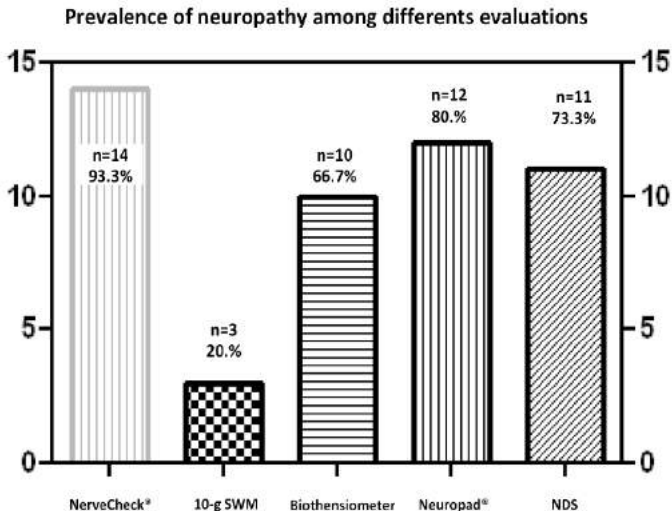 Prevalence of neuropathy among differents evaluations
15
10
5
0
n=14
93.3%
n=3
20.%
n=10
66.7%
n=12
80.%
n=11
73.3%
15
10
5
0
NerveCheck® 10-g SWM Biothensiometer Neuropad® NDS